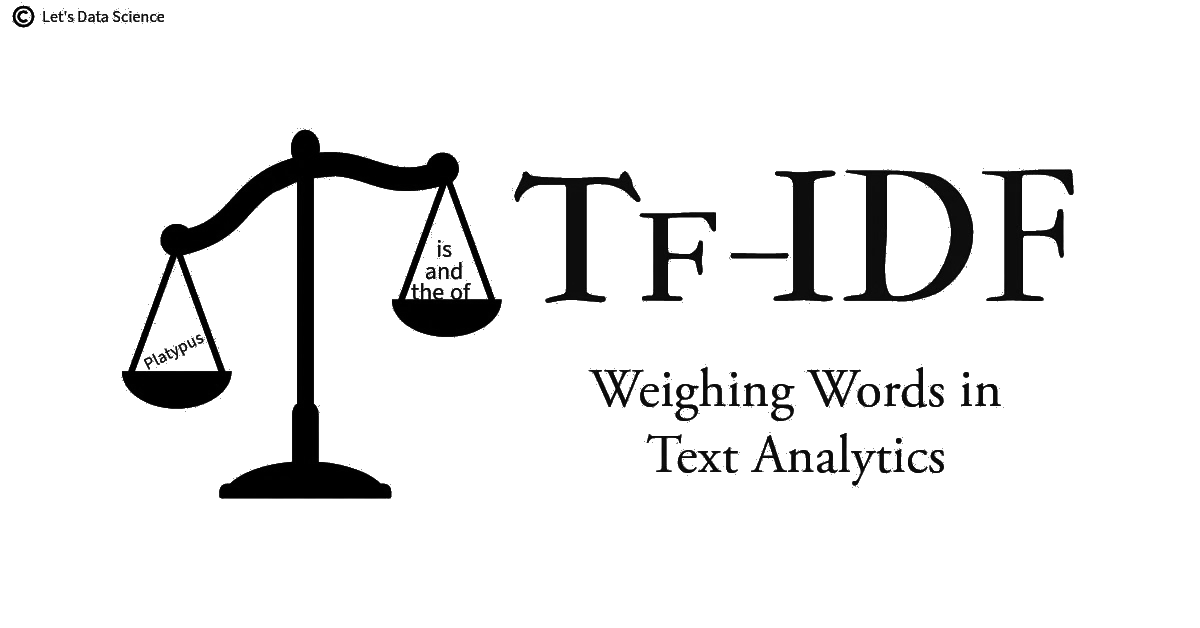 © Let's Data Science
Platypus
is
and
the of
TF-IDF
Weighing Words in
Text Analytics